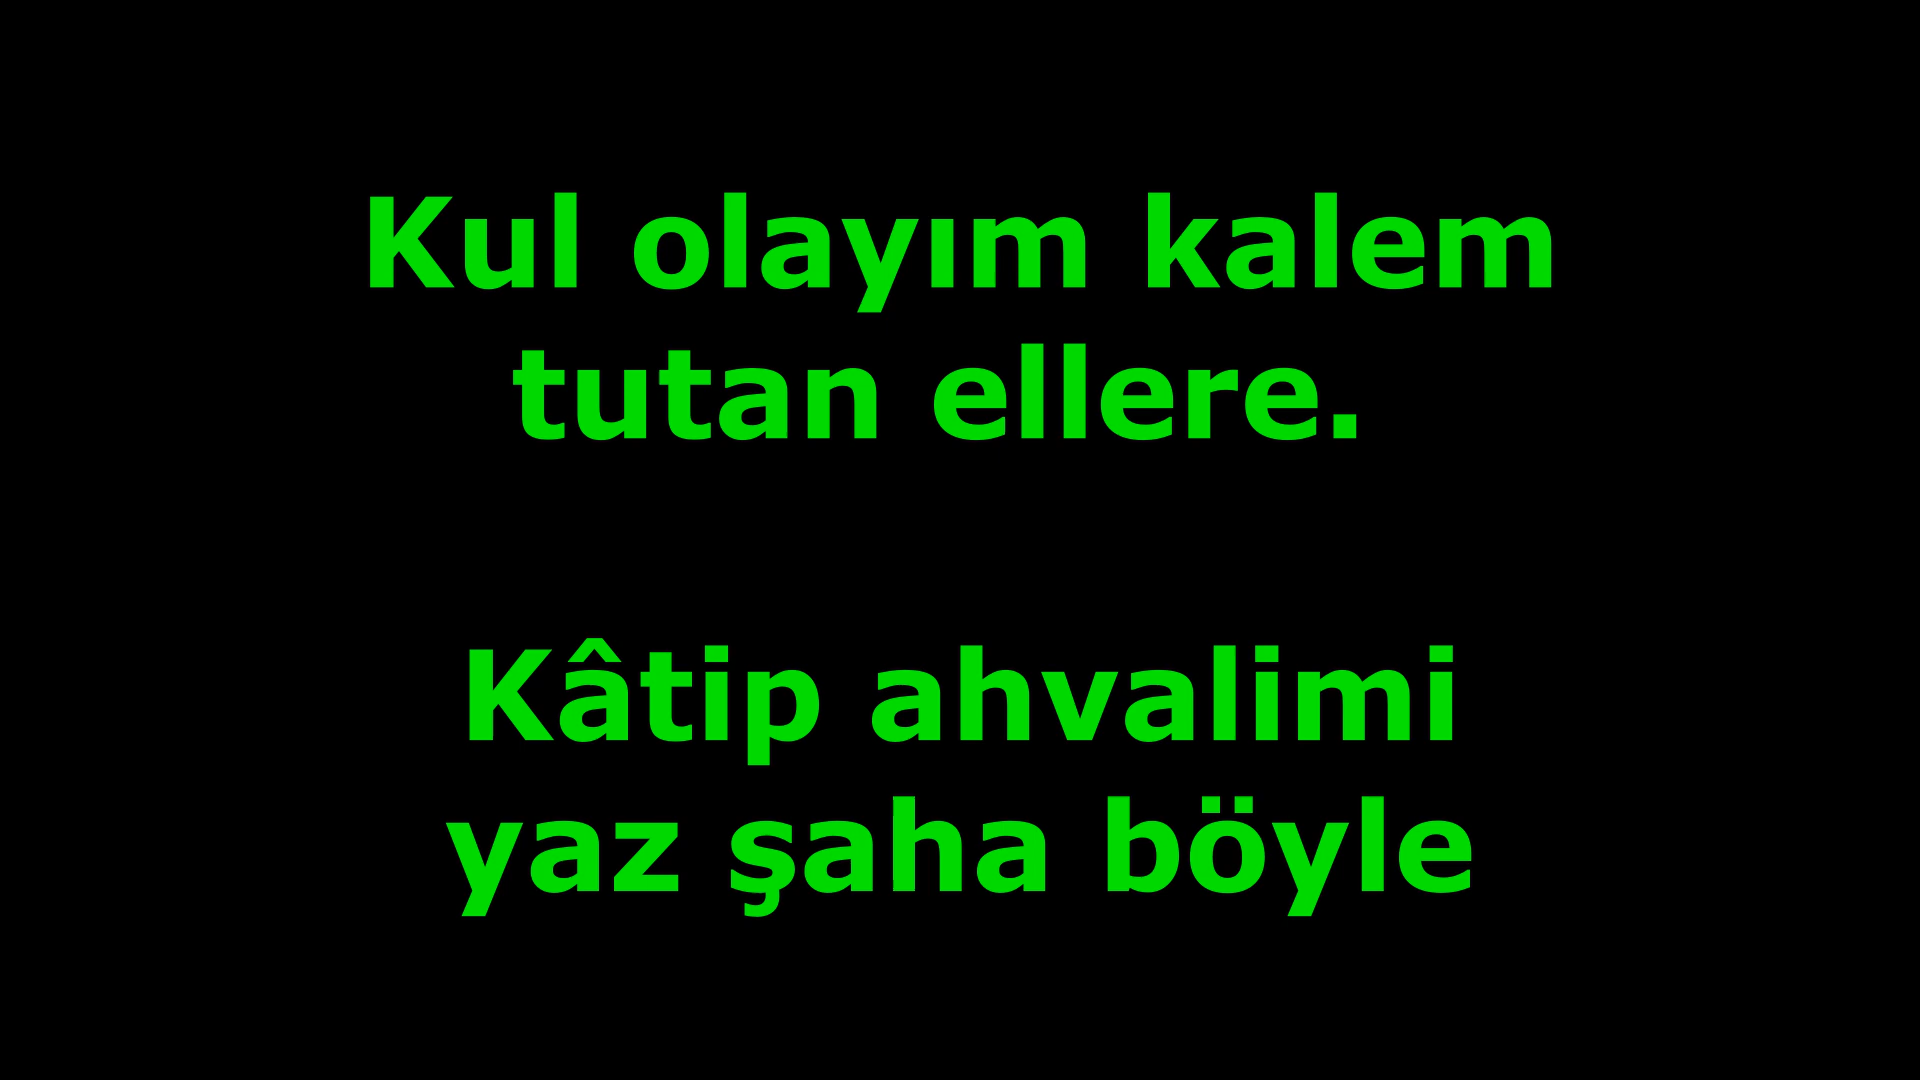 Kul olayım kalem
tutan ellere.
Kâtip ahvalimi
yaz şaha böyle